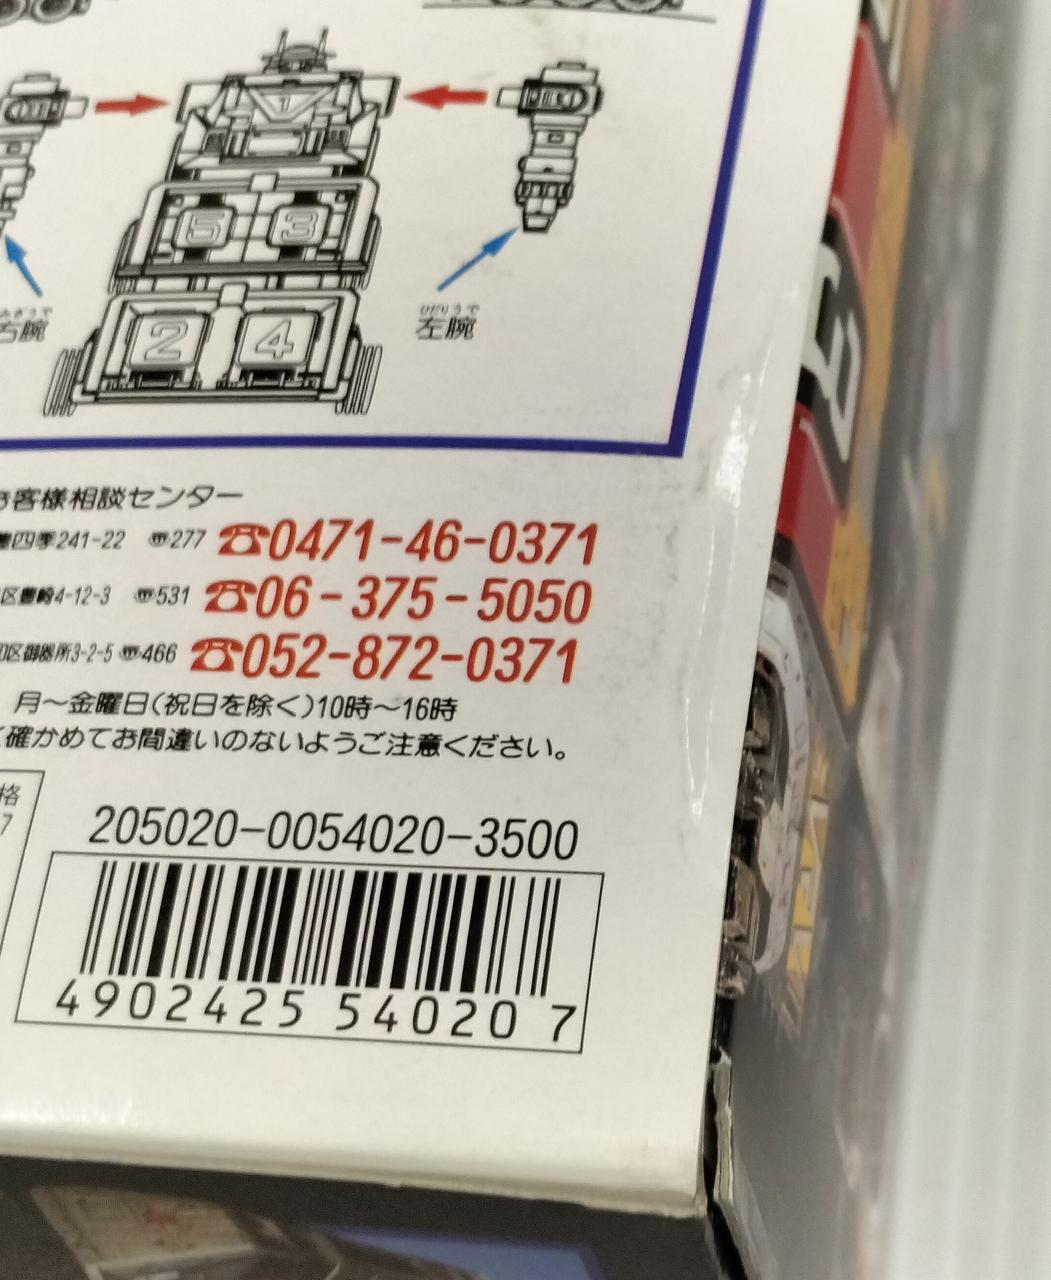 1
5 3
2 4
みぎうで
右腕
ひだりうで
左腕
お客様相談センター
豊四季241-22 〠277 ☎0471-46-0371
区豊崎4-12-3 〠531 ☎06-375-5050
和区御器所3-2-5 〠466 ☎052-872-0371
月〜金曜日(祝日を除く)10時〜16時
確かめてお間違いのないようご注意ください。
格
7
205020-0054020-3500
4902425 54020 7